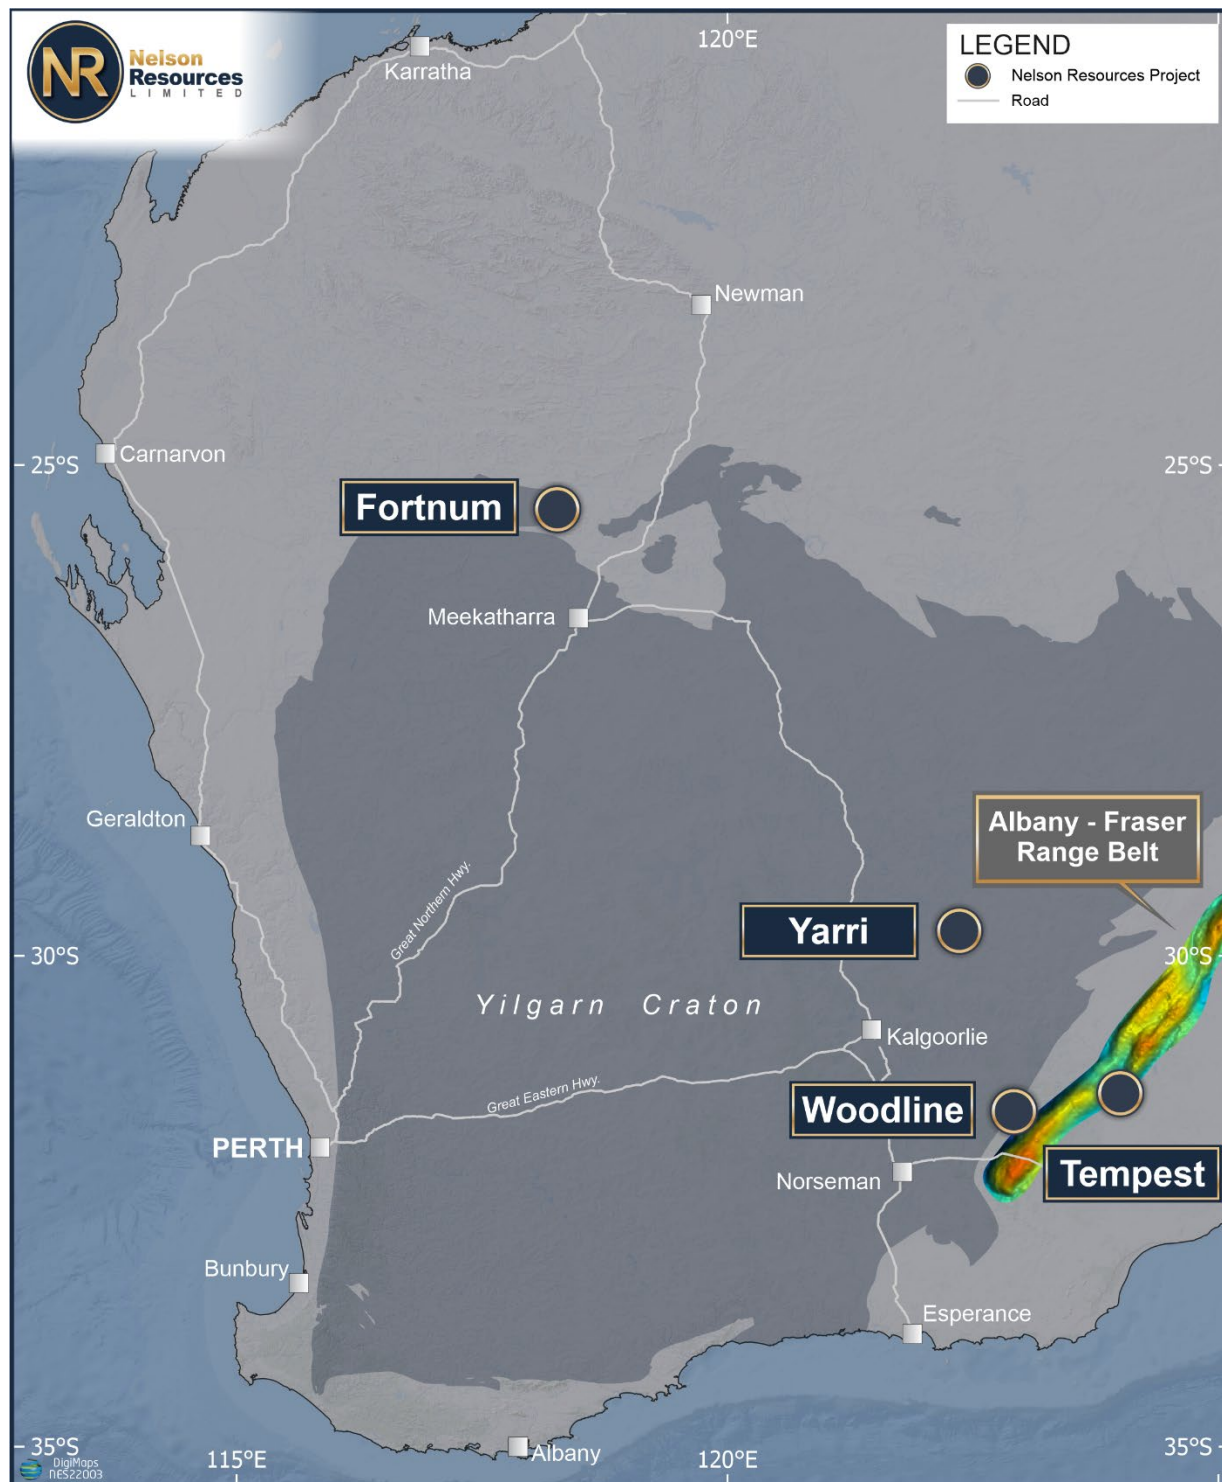 NR
Nelson
Resources
LIMITED
120°E
LEGEND
Nelson Resources Project
Road
Karratha
Newman
Carnarvon
25°S
25°S
Fortnum
Meekatharra
Geraldton
Albany - Fraser
Range Belt
Great Northern Hwy.
Yarri
30°S
30°S
Yilgarn Craton
Kalgoorlie
Great Eastern Hwy.
Woodline
PERTH
Norseman
Tempest
Bunbury
Esperance
35°S
115°E
120°E
35°S
Albany
DigiMaps
NES22003